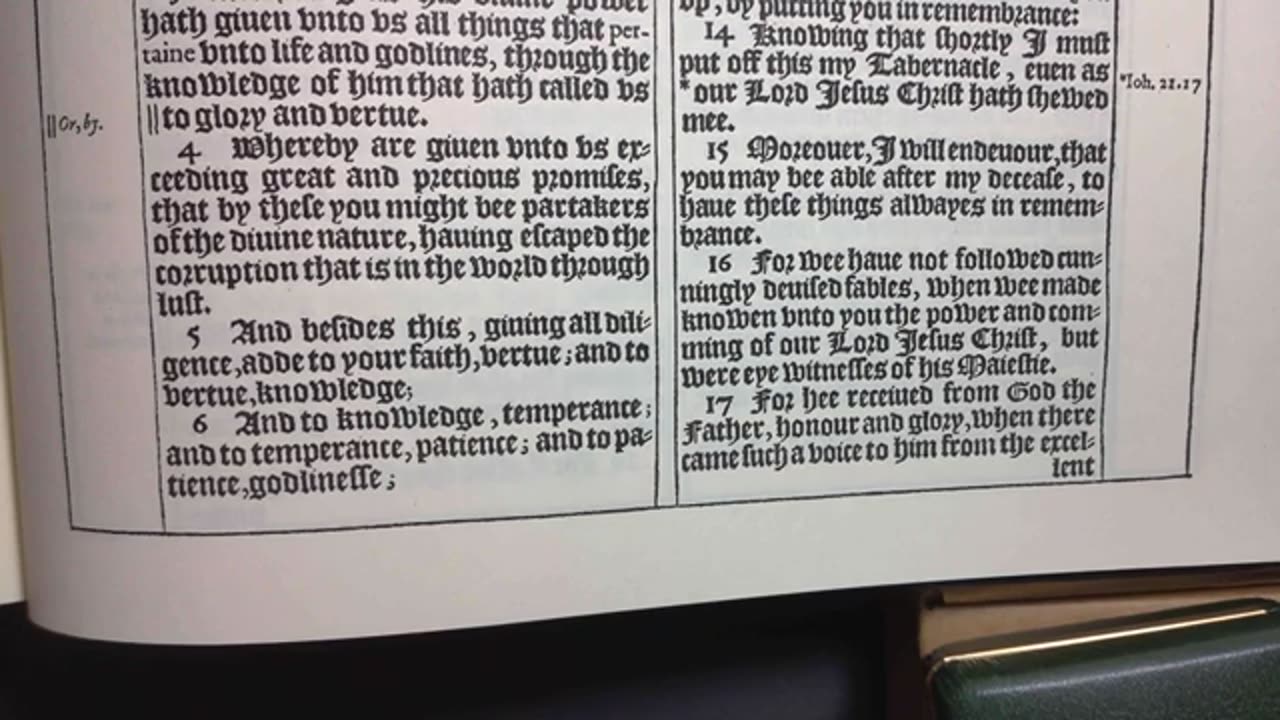 hath giuen vnto vs all things that per-
taine vnto life and godlines, through the
knowledge of him that hath called vs
||Or, by.
||to glory and vertue.
4 Whereby are giuen vnto vs ex-
ceeding great and precious promises,
that by these you might bee partakers
of the diuine nature, hauing escaped the
corruption that is in the world through
lust.
5 And besides this, giuing all dili-
gence, adde to your faith, vertue; and to
vertue, knowledge;
6 And to knowledge, temperance;
and to temperance, patience; and to pa-
tience, godlinesse;
vp, by putting you in remembrance:
14 Knowing that shortly I must
put off this my Tabernacle, euen as
*our Lord Jesus Christ hath shewed
*Ioh. 21.17
mee.
15 Moreouer, I will endeuour, that
you may bee able after my decease, to
haue these things alwayes in remem-
brance.
16 For wee haue not followed cun-
ningly deuised fables, when wee made
knowen vnto you the power and com-
ming of our Lord Jesus Christ, but
were eye witnesses of his Maiestie.
17 For hee receiued from God the
Father, honour and glory, when there
came such a voice to him from the excel-
lent